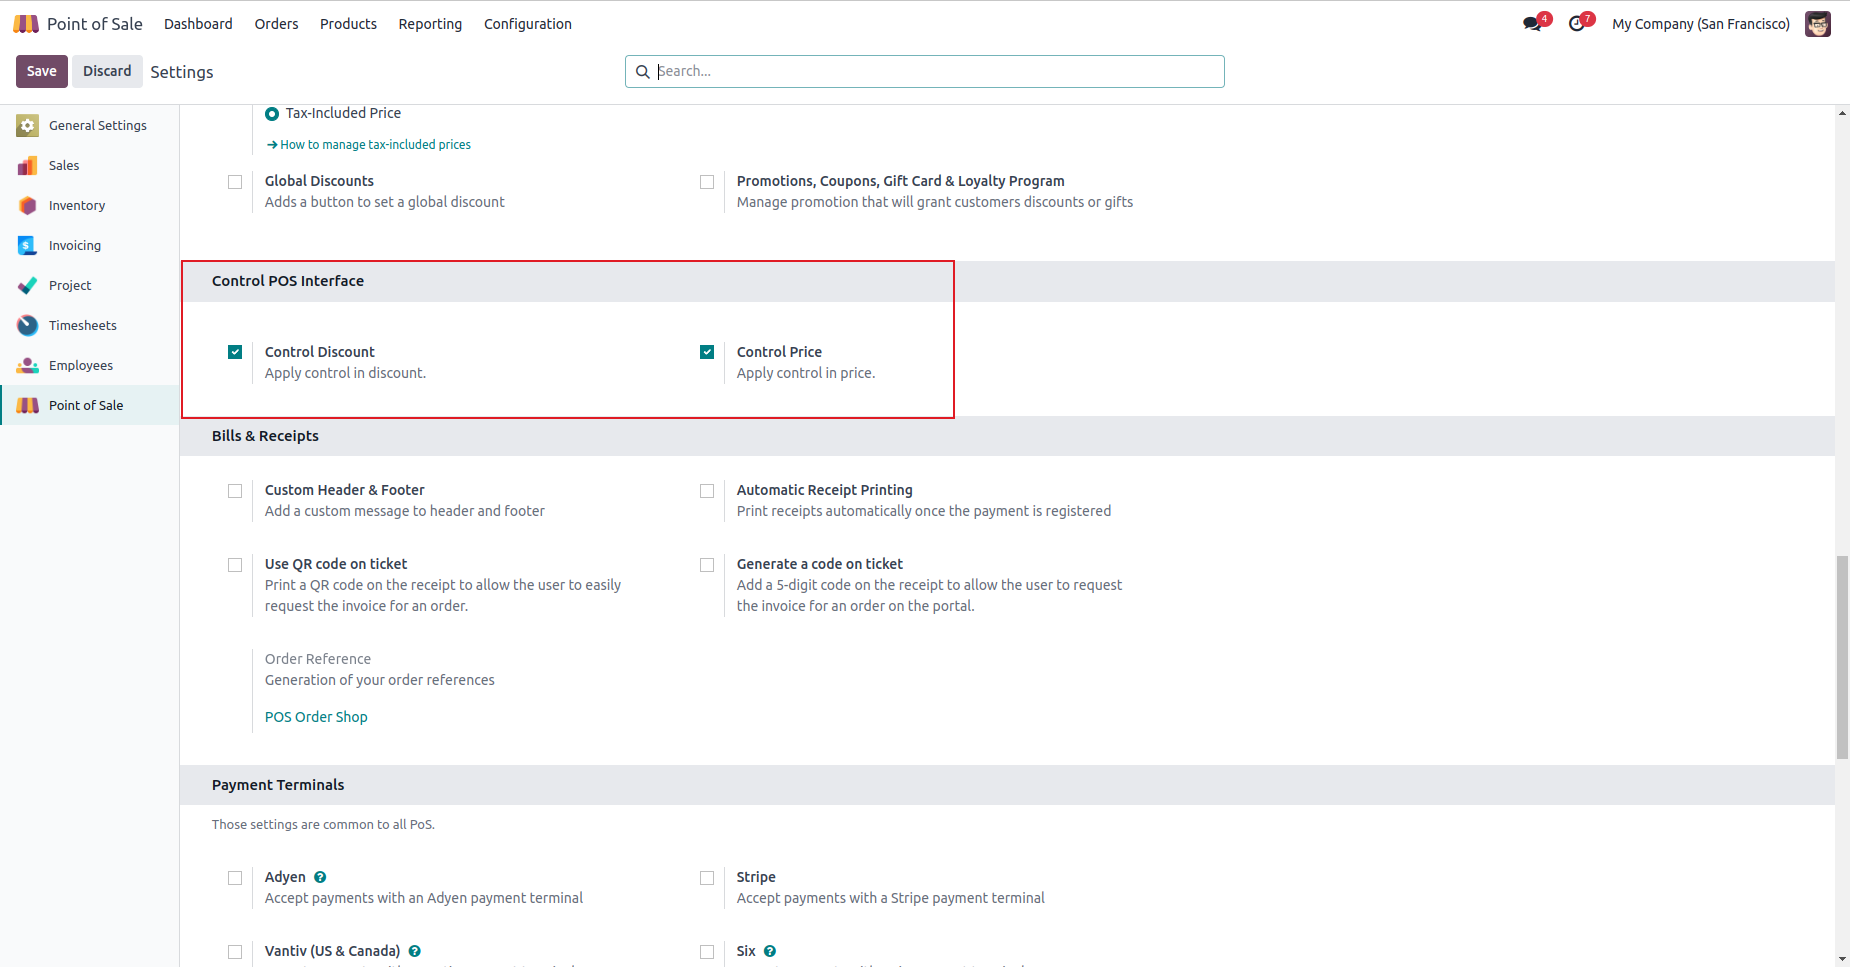 Point of Sale Dashboard Orders Products Reporting Configuration 4 7 My Company (San Francisco)
Save Discard Settings Search...
General Settings
Sales
Inventory
Invoicing
Project
Timesheets
Employees
Point of Sale
Tax-Included Price
How to manage tax-included prices
Global Discounts
Adds a button to set a global discount
Promotions, Coupons, Gift Card & Loyalty Program
Manage promotion that will grant customers discounts or gifts
Control POS Interface
Control Discount
Apply control in discount.
Control Price
Apply control in price.
Bills & Receipts
Custom Header & Footer
Add a custom message to header and footer
Automatic Receipt Printing
Print receipts automatically once the payment is registered
Use QR code on ticket
Print a QR code on the receipt to allow the user to easily
request the invoice for an order.
Generate a code on ticket
Add a 5-digit code on the receipt to allow the user to request
the invoice for an order on the portal.
Order Reference
Generation of your order references
POS Order Shop
Payment Terminals
Those settings are common to all PoS.
Adyen ?
Accept payments with an Adyen payment terminal
Stripe
Accept payments with a Stripe payment terminal
Vantiv (US & Canada) ?
Six ?